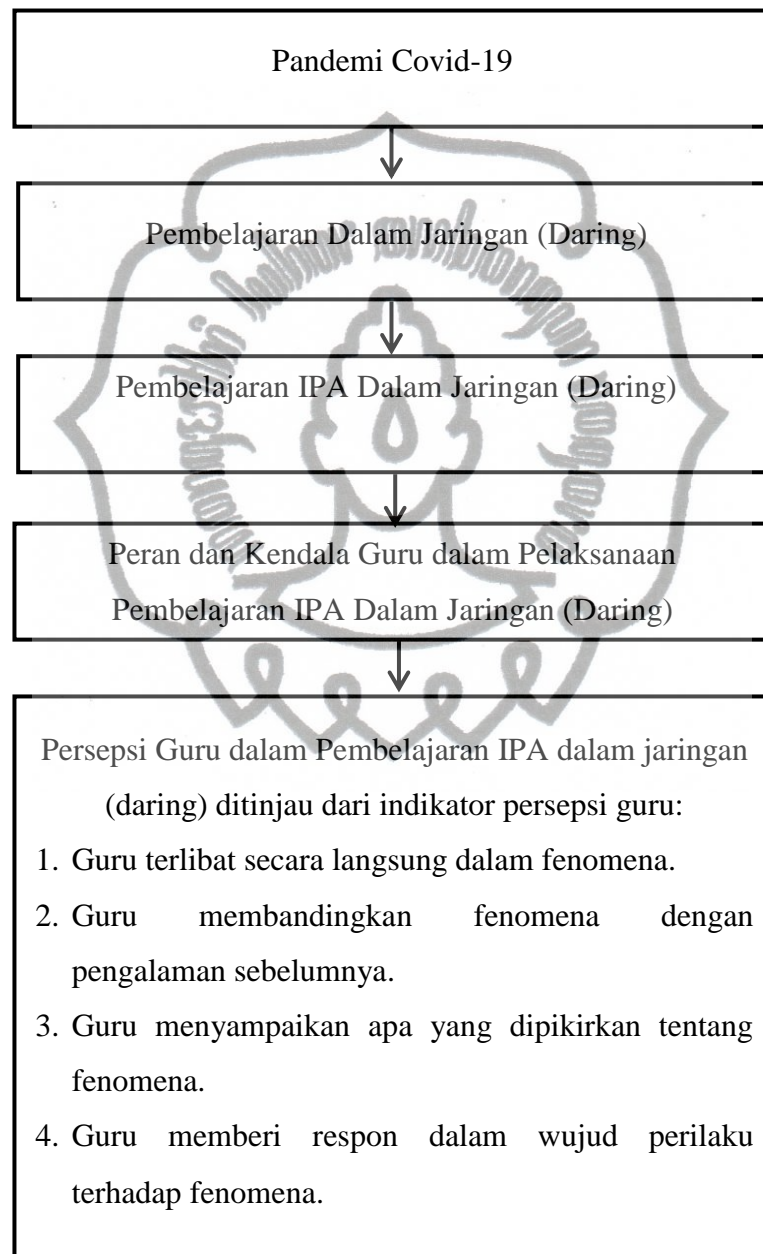 Pandemi Covid-19
Pembelajaran Dalam Jaringan (Daring)
Pembelajaran IPA Dalam Jaringan (Daring)
Peran dan Kendala Guru dalam Pelaksanaan
Pembelajaran IPA Dalam Jaringan (Daring)
Persepsi Guru dalam Pembelajaran IPA dalam jaringan
(daring) ditinjau dari indikator persepsi guru:
1. Guru terlibat secara langsung dalam fenomena.
2. Guru membandingkan fenomena dengan
pengalaman sebelumnya.
3. Guru menyampaikan apa yang dipikirkan tentang
fenomena.
4. Guru memberi respon dalam wujud perilaku
terhadap fenomena.